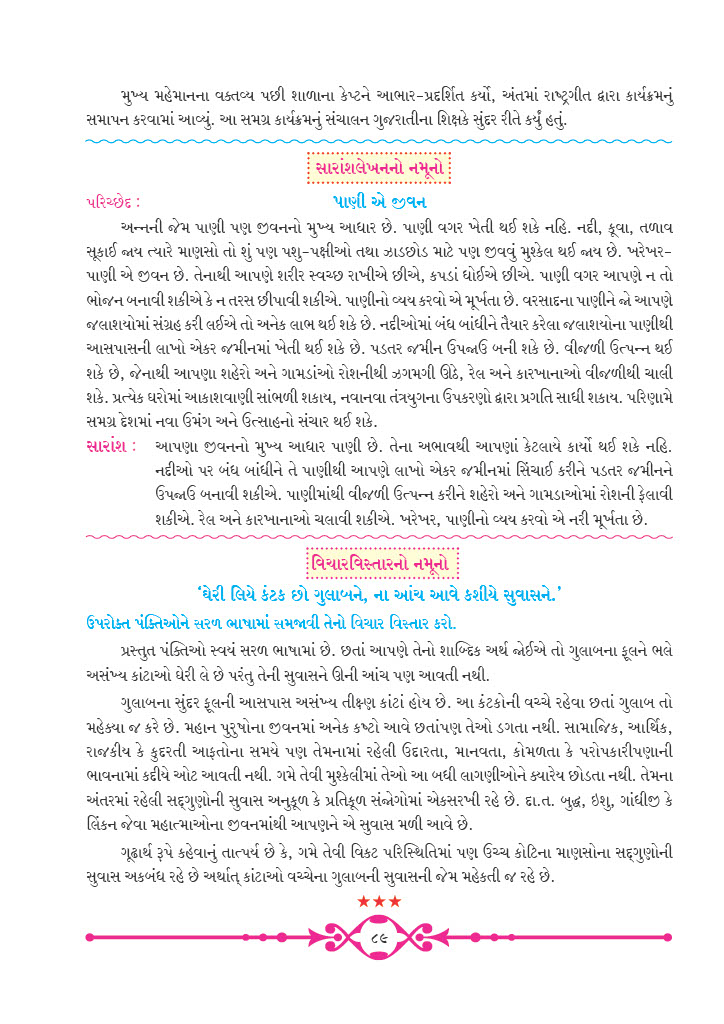 મુખ્ય મહેમાનના વક્તવ્ય પછી શાળાના કેપ્ટને આભાર-પ્રદર્શિત કર્યો, અંતમાં રાષ્ટ્રગીત દ્વારા કાર્યક્રમનું
સમાપન કરવામાં આવ્યું. આ સમગ્ર કાર્યક્રમનું સંચાલન ગુજરાતીના શિક્ષકે સુંદર રીતે કર્યું હતું.
સારાંશલેખનનો નમૂનો
પરિચ્છેદ : પાણી એ જીવન
અન્નની જેમ પાણી પણ જીવનનો મુખ્ય આધાર છે. પાણી વગર ખેતી થઈ શકે નહિ. નદી, કૂવા, તળાવ
સૂકાઈ જાય ત્યારે માણસો તો શું પણ પશુ-પક્ષીઓ તથા ઝાડછોડ માટે પણ જીવવું મુશ્કેલ થઈ જાય છે. ખરેખર-
પાણી એ જીવન છે. તેનાથી આપણે શરીર સ્વચ્છ રાખીએ છીએ, કપડાં ધોઈએ છીએ. પાણી વગર આપણે ન તો
ભોજન બનાવી શકીએ કે ન તરસ છીપાવી શકીએ. પાણીનો વ્યય કરવો એ મૂર્ખતા છે. વરસાદના પાણીને જો આપણે
જલાશયોમાં સંગ્રહ કરી લઈએ તો અનેક લાભ થઈ શકે છે. નદીઓમાં બંધ બાંધીને તૈયાર કરેલા જલાશયોના પાણીથી
આસપાસની લાખો એકર જમીનમાં ખેતી થઈ શકે છે. પડતર જમીન ઉપજાઉ બની શકે છે. વીજળી ઉત્પન્ન થઈ
શકે છે, જેનાથી આપણા શહેરો અને ગામડાંઓ રોશનીથી ઝગમગી ઊઠે, રેલ અને કારખાનાઓ વીજળીથી ચાલી
શકે. પ્રત્યેક ઘરોમાં આકાશવાણી સાંભળી શકાય, નવાનવા તંત્રયુગના ઉપકરણો દ્વારા પ્રગતિ સાધી શકાય. પરિણામે
સમગ્ર દેશમાં નવા ઉમંગ અને ઉત્સાહનો સંચાર થઈ શકે.
સારાંશ : આપણા જીવનનો મુખ્ય આધાર પાણી છે. તેના અભાવથી આપણાં કેટલાયે કાર્યો થઈ શકે નહિ.
નદીઓ પર બંધ બાંધીને તે પાણીથી આપણે લાખો એકર જમીનમાં સિંચાઈ કરીને પડતર જમીનને
ઉપજાઉ બનાવી શકીએ. પાણીમાંથી વીજળી ઉત્પન્ન કરીને શહેરો અને ગામડાઓમાં રોશની ફેલાવી
શકીએ. રેલ અને કારખાનાઓ ચલાવી શકીએ. ખરેખર, પાણીનો વ્યય કરવો એ નરી મૂર્ખતા છે.
વિચારવિસ્તારનો નમૂનો
‘ઘેરી લિયે કંટક છો ગુલાબને, ના આંચ આવે કશીયે સુવાસને.’
ઉપરોક્ત પંક્તિઓને સરળ ભાષામાં સમજાવી તેનો વિચાર વિસ્તાર કરો.
પ્રસ્તુત પંક્તિઓ સ્વયં સરળ ભાષામાં છે. છતાં આપણે તેનો શાબ્દિક અર્થ જોઈએ તો ગુલાબના ફૂલને ભલે
અસંખ્ય કાંટાઓ ઘેરી લે છે પરંતુ તેની સુવાસને ઊની આંચ પણ આવતી નથી.
ગુલાબના સુંદર ફૂલની આસપાસ અસંખ્ય તીક્ષ્ણ કાંટાં હોય છે. આ કંટકોની વચ્ચે રહેવા છતાં ગુલાબ તો
મહેક્યા જ કરે છે. મહાન પુરુષોના જીવનમાં અનેક કષ્ટો આવે છતાંપણ તેઓ ડગતા નથી. સામાજિક, આર્થિક,
રાજકીય કે કુદરતી આફતોના સમયે પણ તેમનામાં રહેલી ઉદારતા, માનવતા, કોમળતા કે પરોપકારીપણાની
ભાવનામાં કદીયે ઓટ આવતી નથી. ગમે તેવી મુશ્કેલીમાં તેઓ આ બધી લાગણીઓને ક્યારેય છોડતા નથી. તેમના
અંતરમાં રહેલી સદ્ગુણોની સુવાસ અનુકૂળ કે પ્રતિકૂળ સંજોગોમાં એકસરખી રહે છે. દા.ત. બુદ્ધ, ઇશુ, ગાંધીજી કે
લિંકન જેવા મહાત્માઓના જીવનમાંથી આપણને એ સુવાસ મળી આવે છે.
ગૂઢાર્થ રૂપે કહેવાનું તાત્પર્ય છે કે, ગમે તેવી વિકટ પરિસ્થિતિમાં પણ ઉચ્ચ કોટિના માણસોના સદ્ગુણોની
સુવાસ અકબંધ રહે છે અર્થાત્ કાંટાઓ વચ્ચેના ગુલાબની સુવાસની જેમ મહેકતી જ રહે છે.
★★★
૮૯